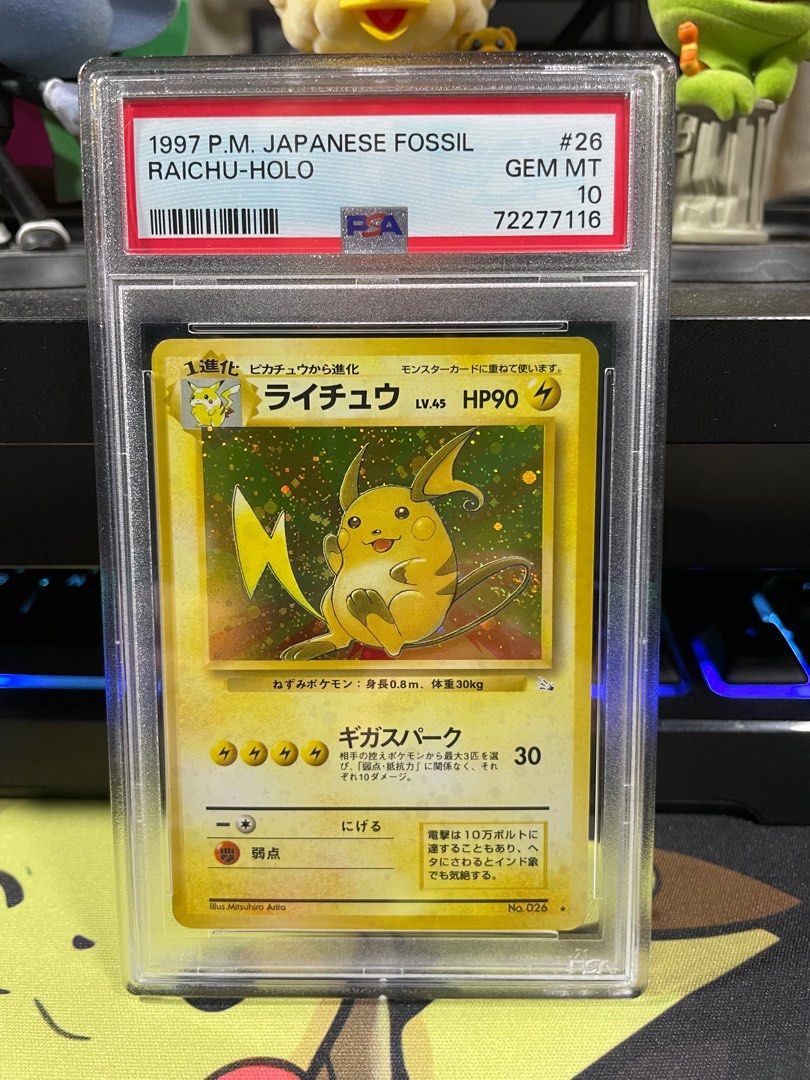 1997 P.M. JAPANESE FOSSIL #26
RAICHU-HOLO GEM MT
10
PSA 72277116
1進化 ピカチュウから進化 モンスターカードに重ねて使います。
ライチュウ LV.45 HP90
ねずみポケモン：身長0.8m、体重30kg
ギガスパーク 30
相手の控えポケモンから最大3匹を選
び、「弱点・抵抗力」に関係なく、それ
ぞれ10ダメージ。
にげる
弱点
電撃は10万ボルトに
達することもあり、ヘ
タにさわるとインド象
でも気絶する。
Illus.Mitsuhiro Arita No.026 ★
PSA